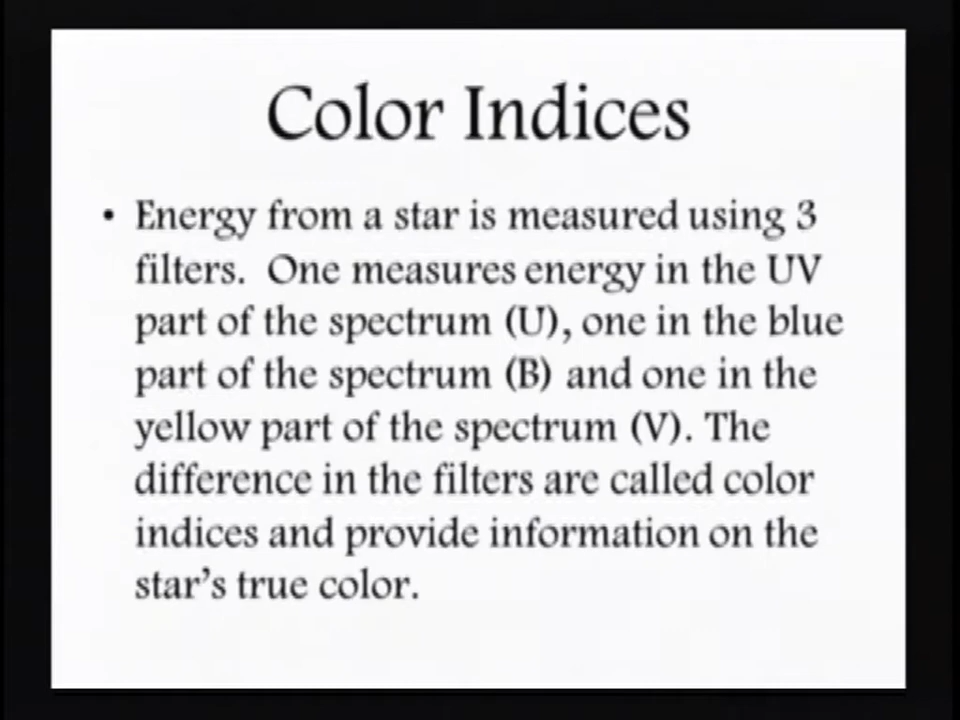 Color Indices
• Energy from a star is measured using 3
filters.  One measures energy in the UV
part of the spectrum (U), one in the blue
part of the spectrum (B) and one in the
yellow part of the spectrum (V). The
difference in the filters are called color
indices and provide information on the
star’s true color.